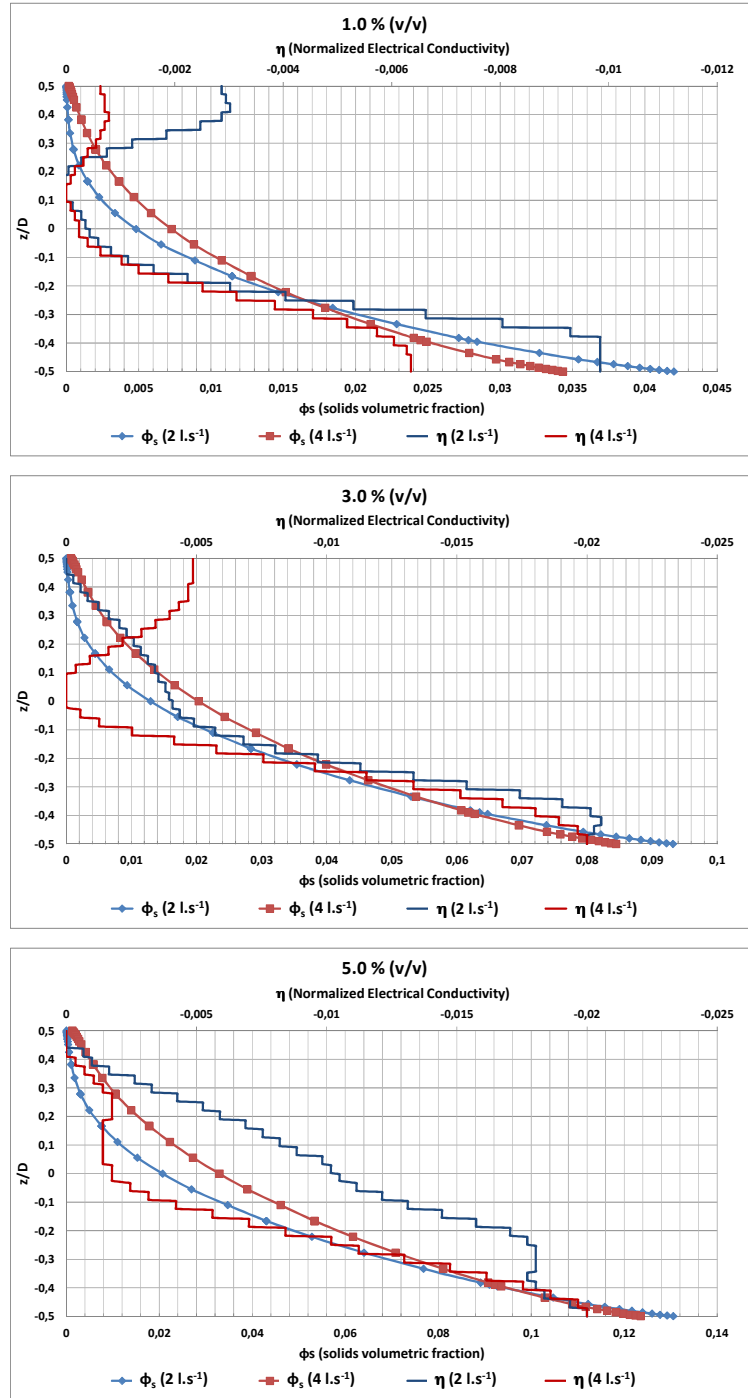 1.0 % (v/v)
η (Normalized Electrical Conductivity)
0 -0,002 -0,004 -0,006 -0,008 -0,01 -0,012
0,5
0,4
0,3
0,2
0,1
0
-0,1
-0,2
-0,3
-0,4
-0,5
z/D
0 0,005 0,01 0,015 0,02 0,025 0,03 0,035 0,04 0,045
ϕs (solids volumetric fraction)
ϕs (2 l.s⁻¹) ϕs (4 l.s⁻¹) η (2 l.s⁻¹) η (4 l.s⁻¹)
3.0 % (v/v)
η (Normalized Electrical Conductivity)
0 -0,005 -0,01 -0,015 -0,02 -0,025
0,5
0,4
0,3
0,2
0,1
0
-0,1
-0,2
-0,3
-0,4
-0,5
z/D
0 0,01 0,02 0,03 0,04 0,05 0,06 0,07 0,08 0,09 0,1
ϕs (solids volumetric fraction)
ϕs (2 l.s⁻¹) ϕs (4 l.s⁻¹) η (2 l.s⁻¹) η (4 l.s⁻¹)
5.0 % (v/v)
η (Normalized Electrical Conductivity)
0 -0,005 -0,01 -0,015 -0,02 -0,025
0,5
0,4
0,3
0,2
0,1
0
-0,1
-0,2
-0,3
-0,4
-0,5
z/D
0 0,02 0,04 0,06 0,08 0,1 0,12 0,14
ϕs (solids volumetric fraction)
ϕs (2 l.s⁻¹) ϕs (4 l.s⁻¹) η (2 l.s⁻¹) η (4 l.s⁻¹)